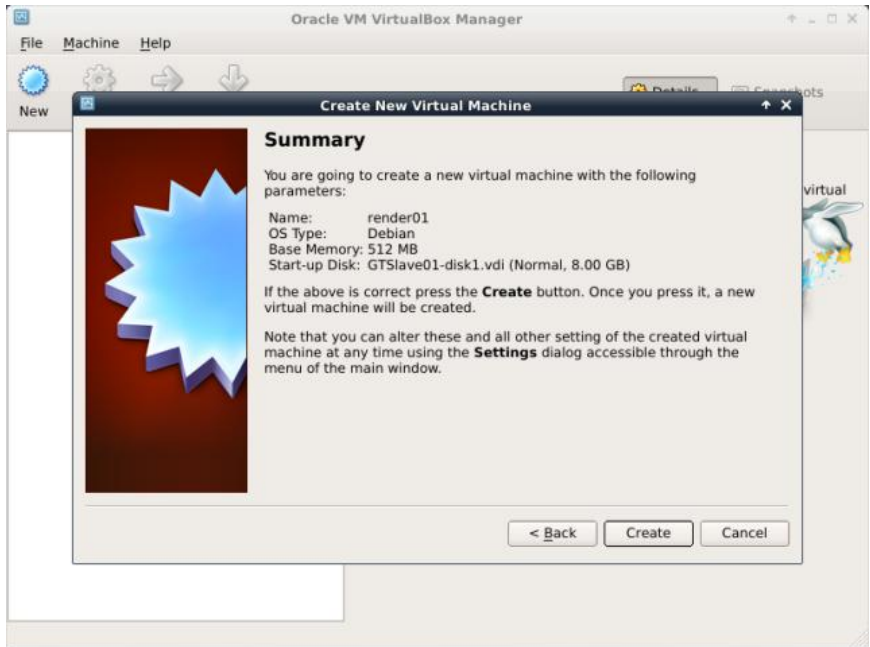 Oracle VM VirtualBox Manager
File Machine Help
New
Details
Create New Virtual Machine
Summary
You are going to create a new virtual machine with the following
parameters:
virtual
Name: render01
OS Type: Debian
Base Memory: 512 MB
Start-up Disk: GTSlave01-disk1.vdi (Normal, 8.00 GB)
If the above is correct press the Create button. Once you press it, a new
virtual machine will be created.
Note that you can alter these and all other setting of the created virtual
machine at any time using the Settings dialog accessible through the
menu of the main window.
< Back Create Cancel